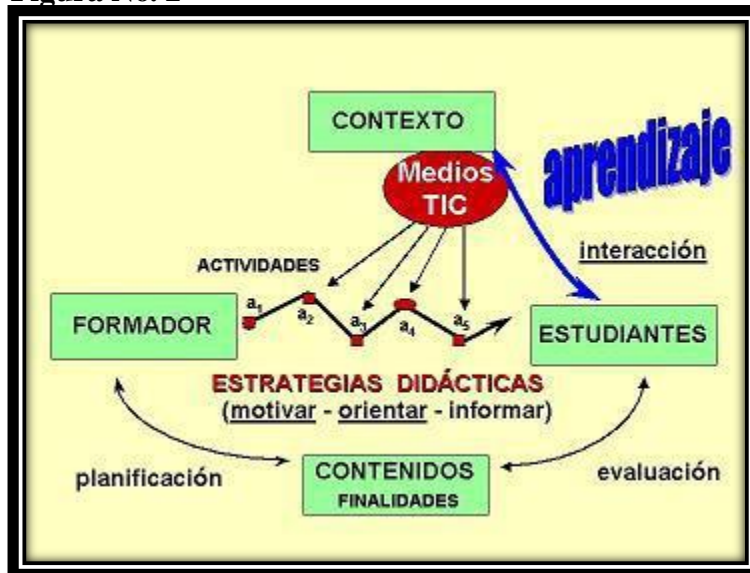 Figura No. 2
CONTEXTO
Medios
TIC
aprendizaje
interacción
ACTIVIDADES
FORMADOR
a1
a2
a3
a4
a5
ESTUDIANTES
ESTRATEGIAS DIDÁCTICAS
(motivar - orientar - informar)
planificación
CONTENIDOS
FINALIDADES
evaluación